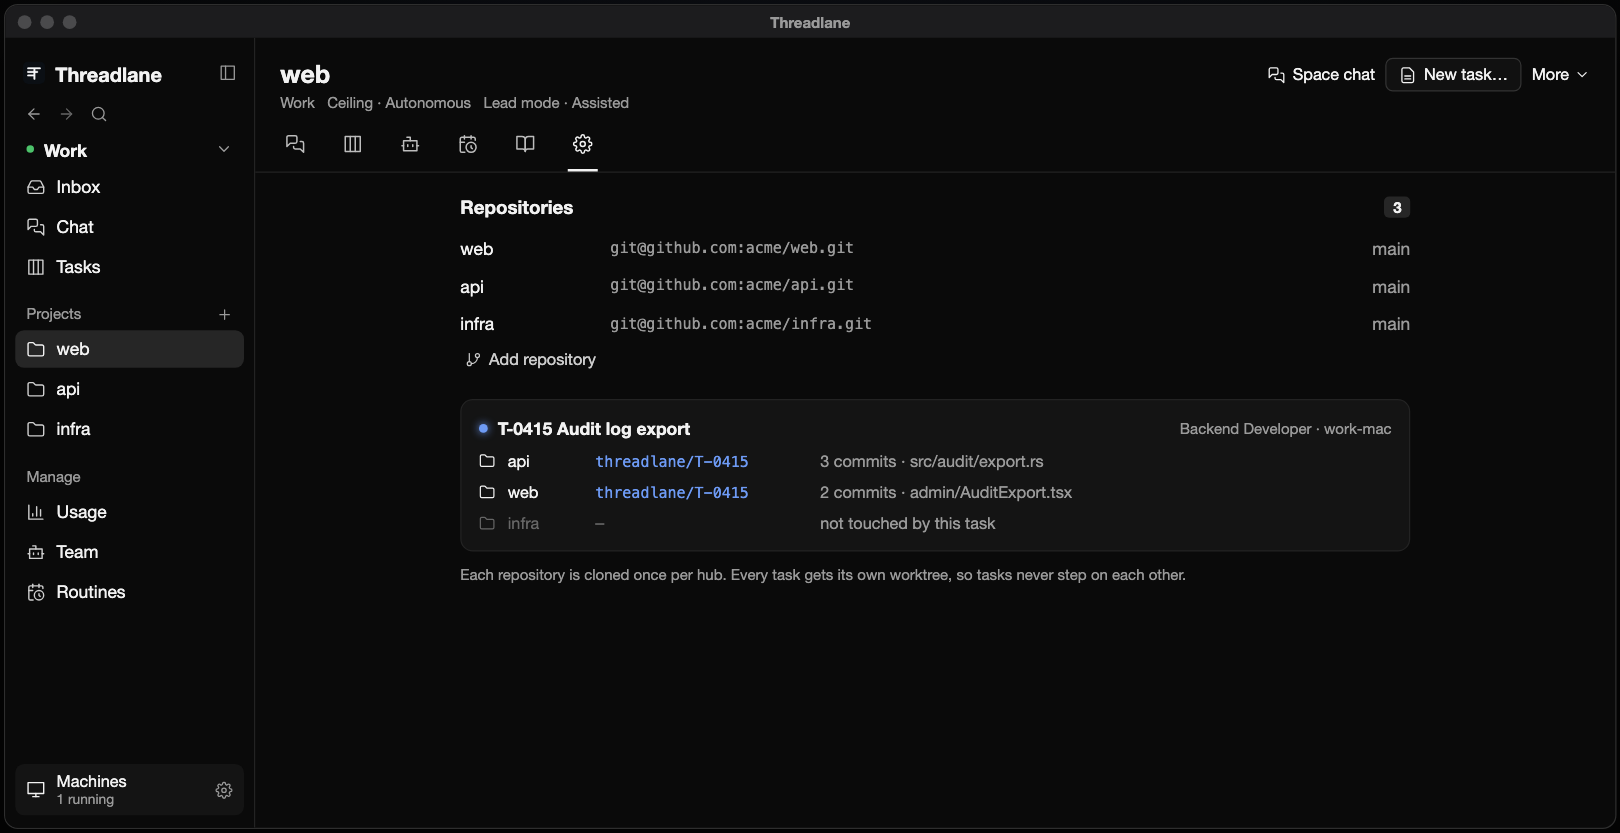 Threadlane
Threadlane
Work
Inbox
Chat
Tasks
Projects
web
api
infra
Manage
Usage
Team
Routines
Machines
1 running
web
Work Ceiling · Autonomous Lead mode · Assisted
Space chat New task... More
Repositories 3
web git@github.com:acme/web.git main
api git@github.com:acme/api.git main
infra git@github.com:acme/infra.git main
Add repository
T-0415 Audit log export Backend Developer · work-mac
api threadlane/T-0415 3 commits · src/audit/export.rs
web threadlane/T-0415 2 commits · admin/AuditExport.tsx
infra – not touched by this task
Each repository is cloned once per hub. Every task gets its own worktree, so tasks never step on each other.